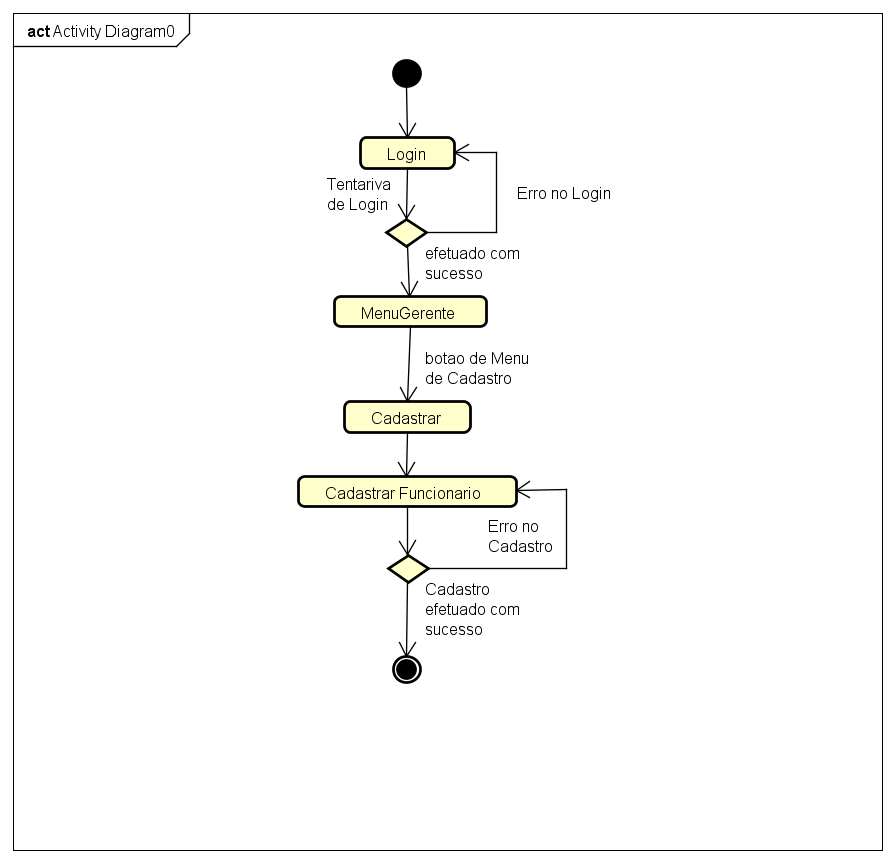 act Activity Diagram0
Login
Tentariva
de Login
Erro no Login
efetuado com
sucesso
MenuGerente
botao de Menu
de Cadastro
Cadastrar
Cadastrar Funcionario
Erro no
Cadastro
Cadastro
efetuado com
sucesso